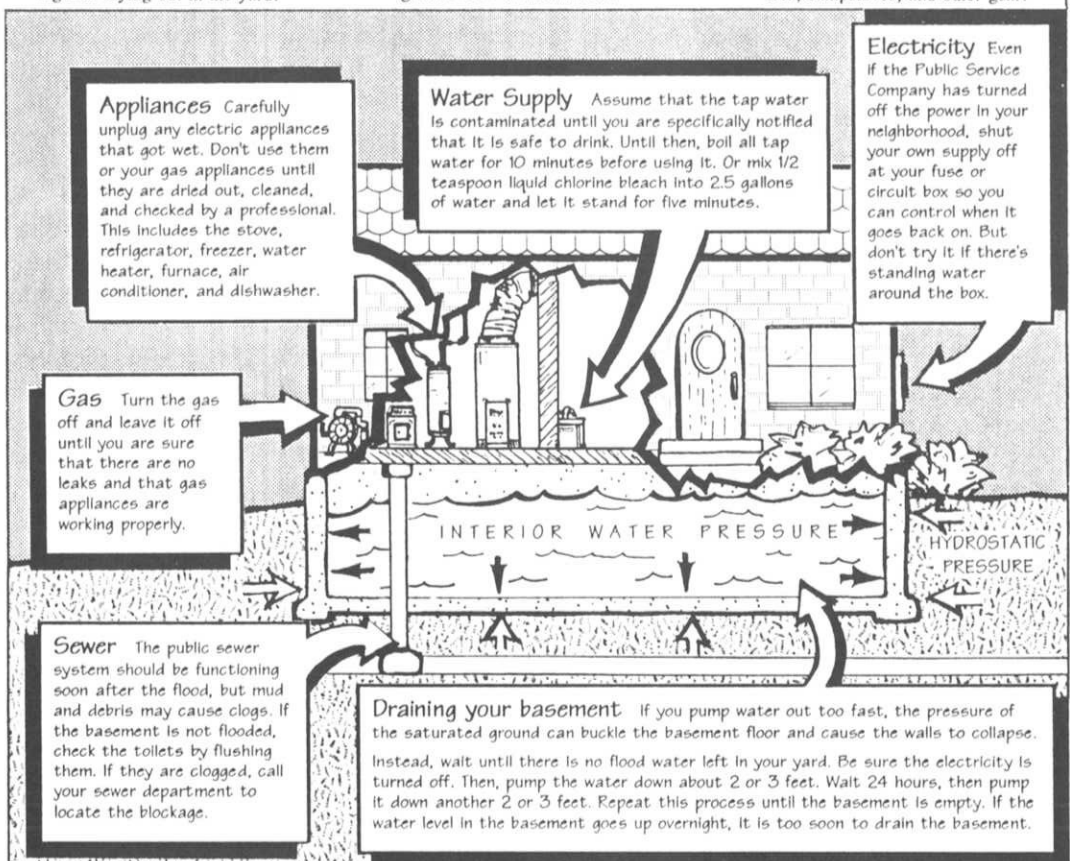 Appliances Carefully
unplug any electric appliances
that got wet. Don't use them
or your gas appliances until
they are dried out, cleaned,
and checked by a professional.
This includes the stove,
refrigerator, freezer, water
heater, furnace, air
conditioner, and dishwasher.
Water Supply Assume that the tap water
is contaminated until you are specifically notified
that it is safe to drink. Until then, boil all tap
water for 10 minutes before using it. Or mix 1/2
teaspoon liquid chlorine bleach into 2.5 gallons
of water and let it stand for five minutes.
Electricity Even
if the Public Service
Company has turned
off the power in your
neighborhood, shut
your own supply off
at your fuse or
circuit box so you
can control when it
goes back on. But
don't try it if there's
standing water
around the box.
Gas Turn the gas
off and leave it off
until you are sure
that there are no
leaks and that gas
appliances are
working properly.
INTERIOR WATER PRESSURE
HYDROSTATIC
PRESSURE
Sewer The public sewer
system should be functioning
soon after the flood, but mud
and debris may cause clogs. If
the basement is not flooded,
check the toilets by flushing
them. If they are clogged, call
your sewer department to
locate the blockage.
Draining your basement If you pump water out too fast, the pressure of
the saturated ground can buckle the basement floor and cause the walls to collapse.
Instead, wait until there is no flood water left in your yard. Be sure the electricity is
turned off. Then, pump the water down about 2 or 3 feet. Wait 24 hours, then pump
it down another 2 or 3 feet. Repeat this process until the basement is empty. If the
water level in the basement goes up overnight, it is too soon to drain the basement.